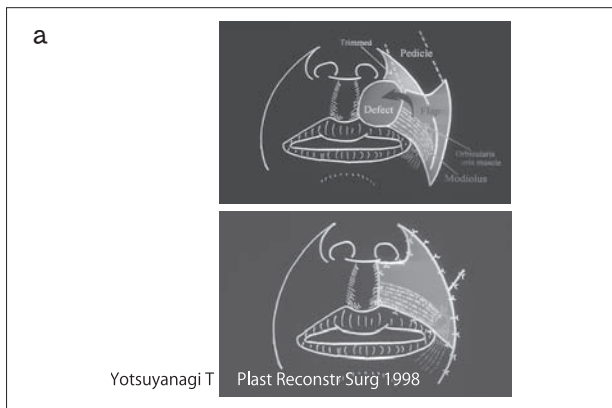 a
Trimmed
Pedicle
Defect
Flap
Orbicularis
oris muscle
Modiolus
Yotsuyanagi T Plast Reconstr Surg 1998